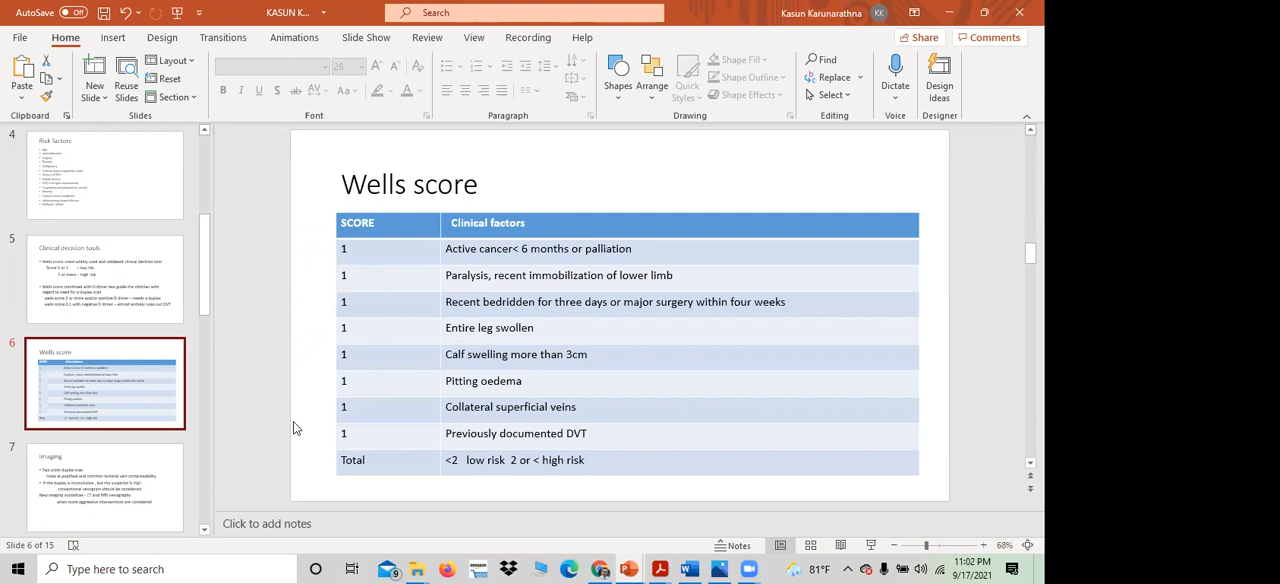 AutoSave Off KASUN K... Search Kasun Karunarathna KK
File Home Insert Design Transitions Animations Slide Show Review View Recording Help Share Comments
Paste New Slide Reuse Slides Layout Reset Section 28 Shapes Arrange Quick Styles Shape Fill Shape Outline Shape Effects Find Replace Select Dictate Design Ideas
Clipboard Slides Font Paragraph Drawing Editing Voice Designer
4
Risk factors
5
Clinical decision tools
6
Wells score
7
Imaging
Wells score
SCORE Clinical factors
1 Active cancer< 6 months or palliation
1 Paralysis, recent immobilization of lower limb
1 Recent bedridden for three days or major surgery within four weeks
1 Entire leg swollen
1 Calf swelling more than 3cm
1 Pitting oedema
1 Collateral superficial veins
1 Previously documented DVT
Total <2 low risk 2 or < high risk
Click to add notes
Slide 6 of 15 Notes 68%
Type here to search 9 81°F 11:02 PM
9/17/2021